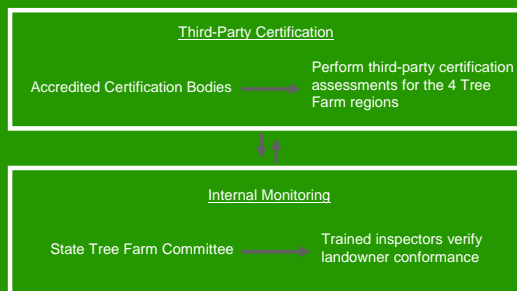 Third-Party Certification
Accredited Certification Bodies
Perform third-party certification
assessments for the 4 Tree
Farm regions
Internal Monitoring
State Tree Farm Committee
Trained inspectors verify
landowner conformance